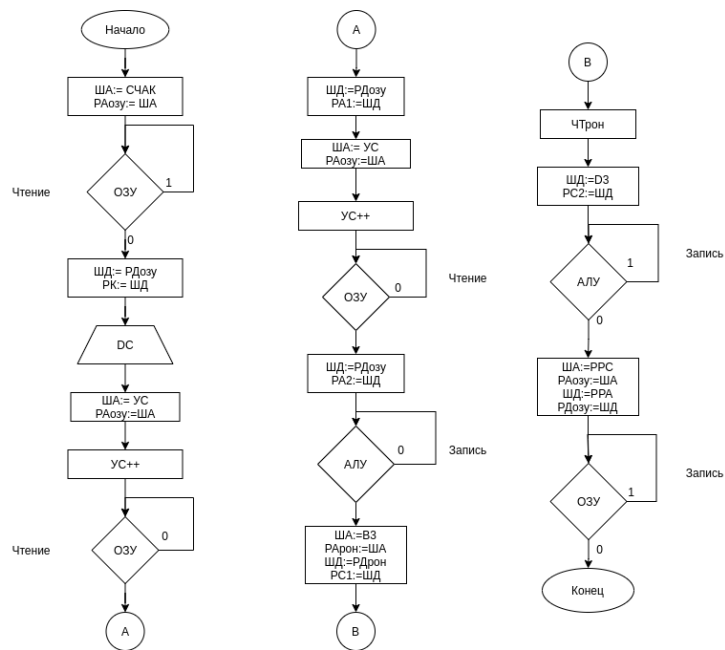 Начало
ША:= СЧАК
РАозу:= ША
Чтение
ОЗУ
1
0
ШД:= РДозу
РК:= ШД
DC
ША:= УС
РАозу:=ША
УС++
Чтение
ОЗУ
0
А
А
ШД:=РДозу
РА1:=ШД
ША:= УС
РАозу:=ША
УС++
ОЗУ
0
Чтение
ШД:=РДозу
РА2:=ШД
АЛУ
0
Запись
ША:=В3
РАрон:=ША
ШД:=РДрон
РС1:=ШД
В
В
ЧТрон
ШД:=D3
РС2:=ШД
АЛУ
1
Запись
0
ША:=РРС
РАозу:=ША
ШД:=РРА
РДозу:=ШД
ОЗУ
1
Запись
0
Конец